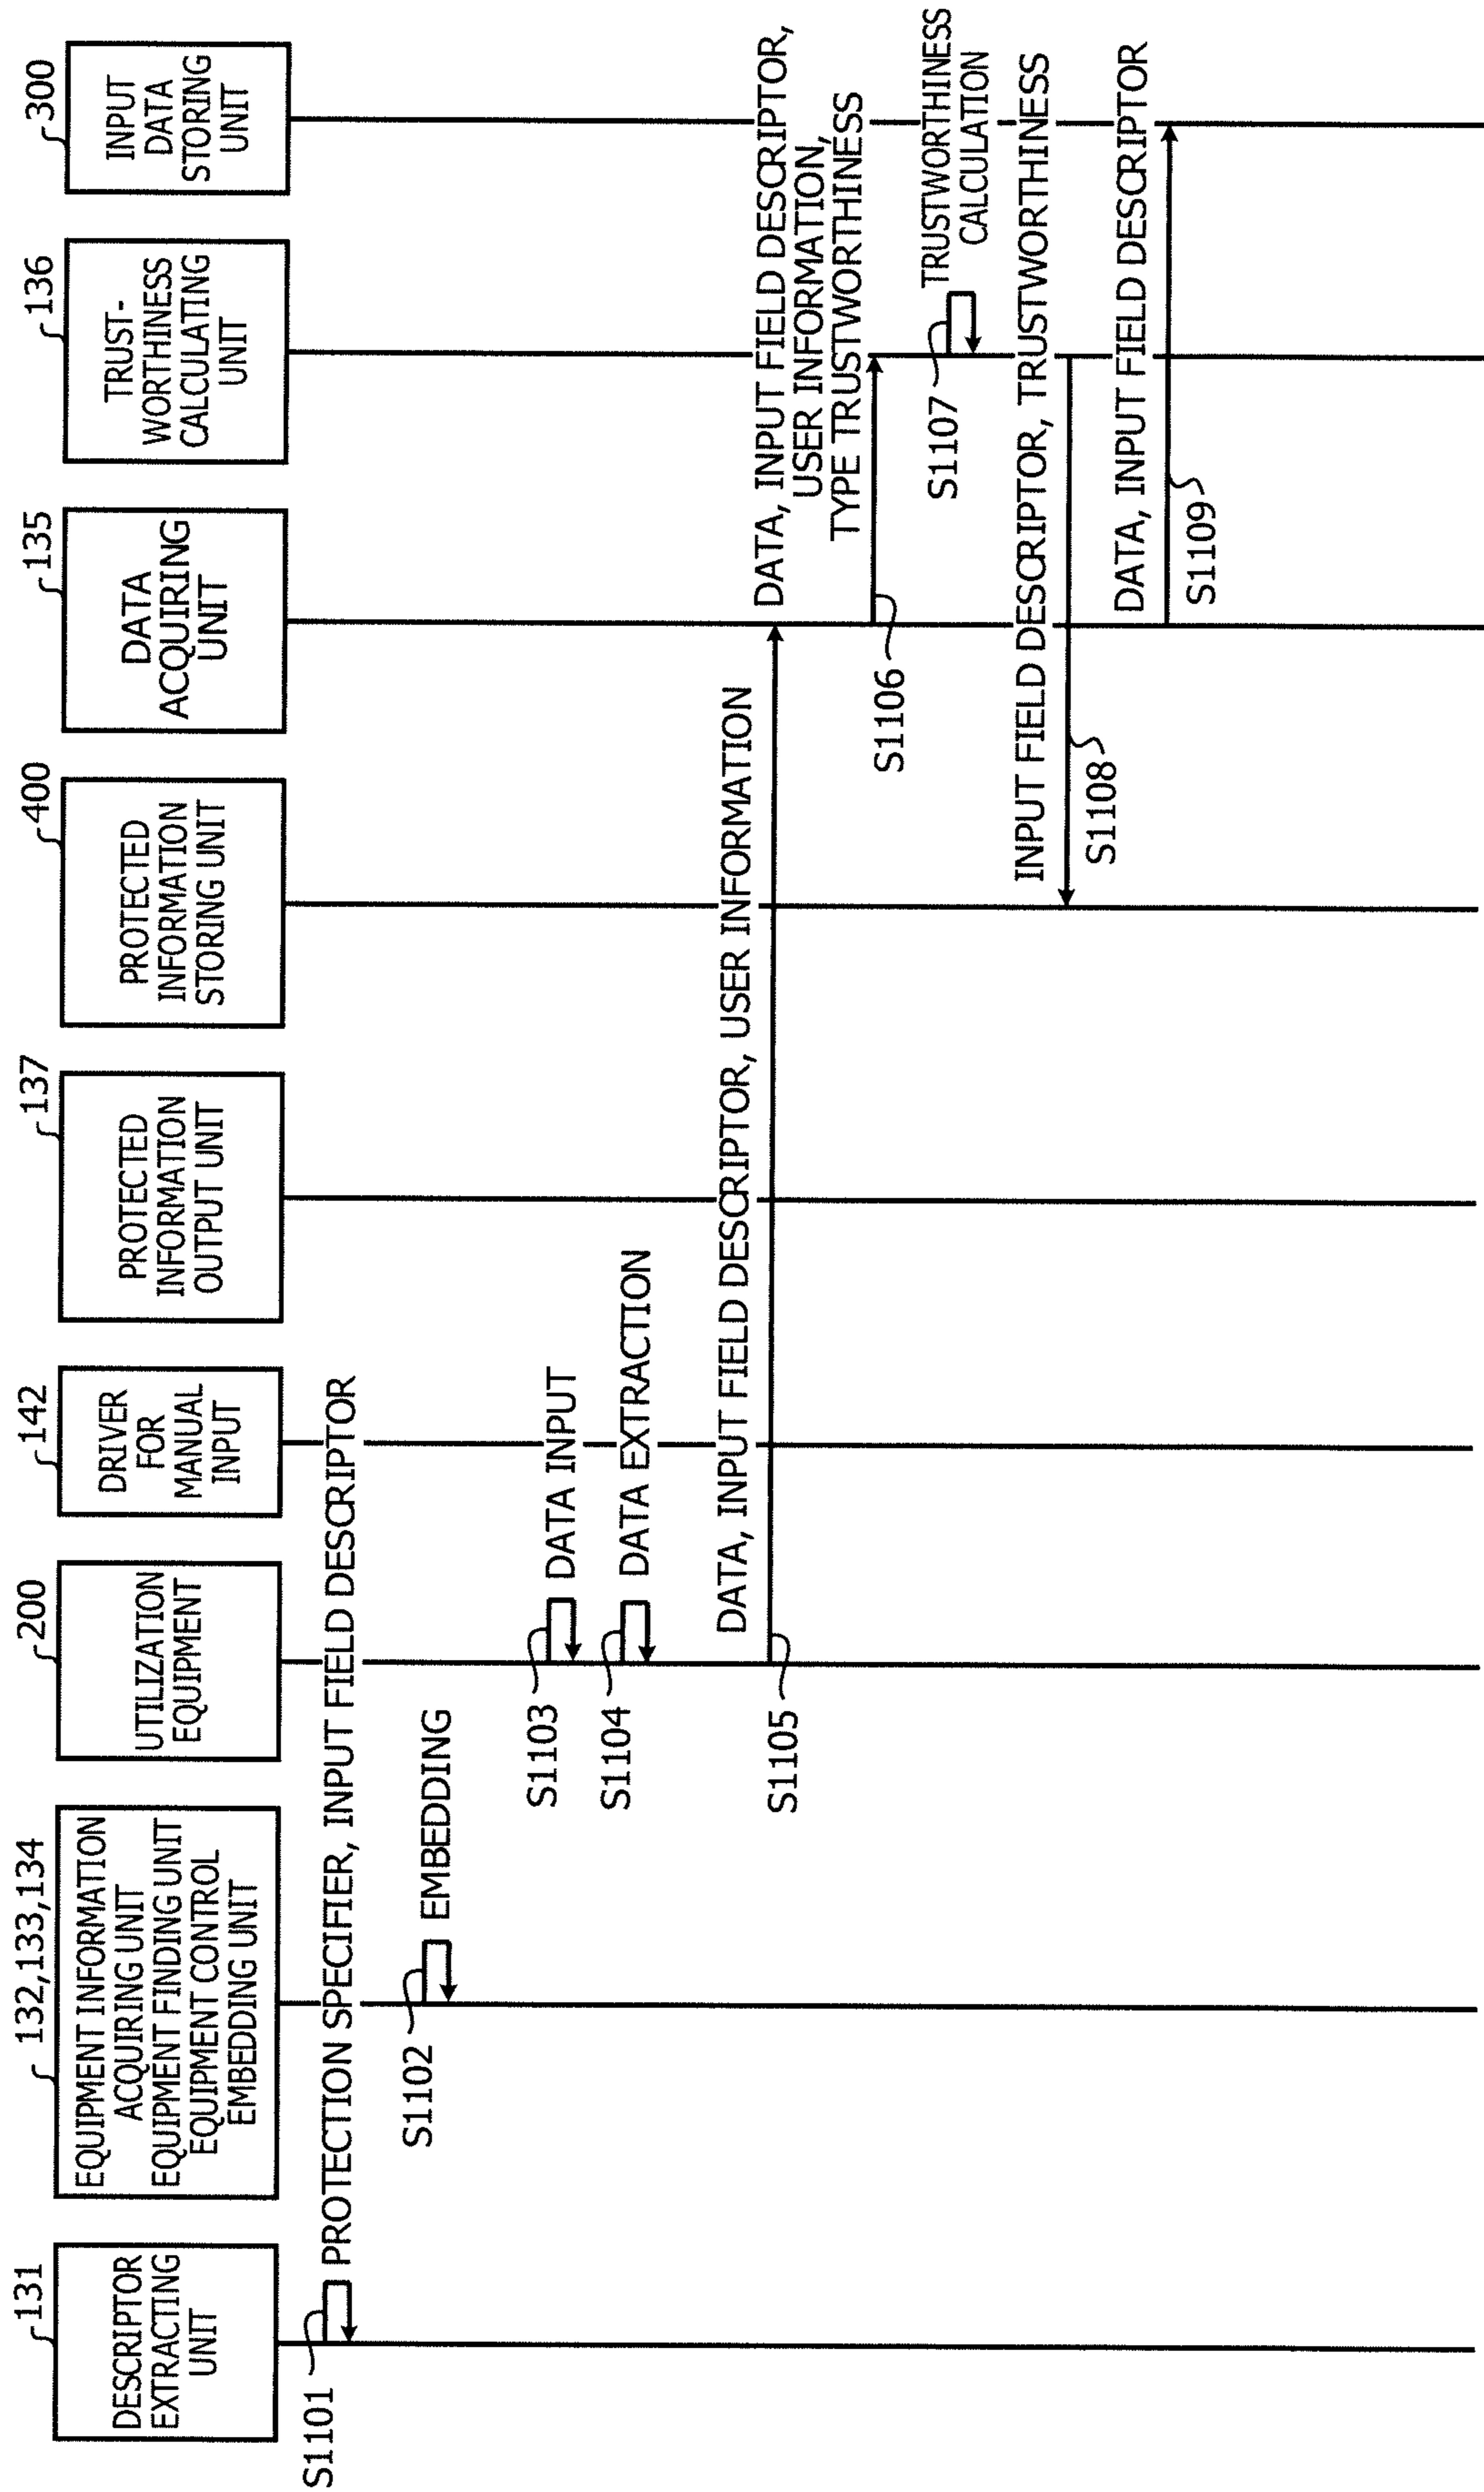 131
DESCRIPTOR
EXTRACTING
UNIT
132,133,134
EQUIPMENT INFORMATION
ACQUIRING UNIT
EQUIPMENT FINDING UNIT
EQUIPMENT CONTROL
EMBEDDING UNIT
200
UTILIZATION
EQUIPMENT
142
DRIVER
FOR
MANUAL
INPUT
137
PROTECTED
INFORMATION
OUTPUT UNIT
400
PROTECTED
INFORMATION
STORING UNIT
135
DATA
ACQUIRING
UNIT
136
TRUST-
WORTHINESS
CALCULATING
UNIT
300
INPUT
DATA
STORING
UNIT
S1101
PROTECTION SPECIFIER, INPUT FIELD DESCRIPTOR
S1102
EMBEDDING
S1103
DATA INPUT
S1104
DATA EXTRACTION
S1105
DATA, INPUT FIELD DESCRIPTOR, USER INFORMATION
S1106
DATA, INPUT FIELD DESCRIPTOR,
USER INFORMATION,
TYPE TRUSTWORTHINESS
S1107
TRUSTWORTHINESS
CALCULATION
S1108
INPUT FIELD DESCRIPTOR, TRUSTWORTHINESS
S1109
DATA, INPUT FIELD DESCRIPTOR